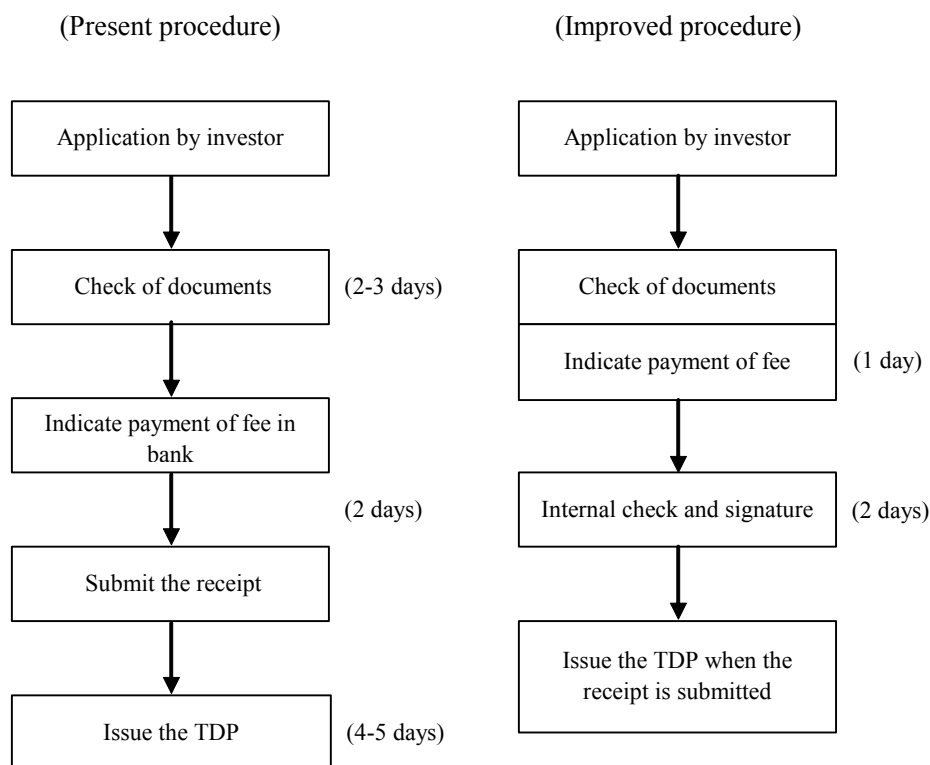 (Present procedure)
Application by investor
Check of documents
(2-3 days)
Indicate payment of fee in
bank
(2 days)
Submit the receipt
Issue the TDP
(4-5 days)
(Improved procedure)
Application by investor
Check of documents
Indicate payment of fee
(1 day)
Internal check and signature
(2 days)
Issue the TDP when the
receipt is submitted